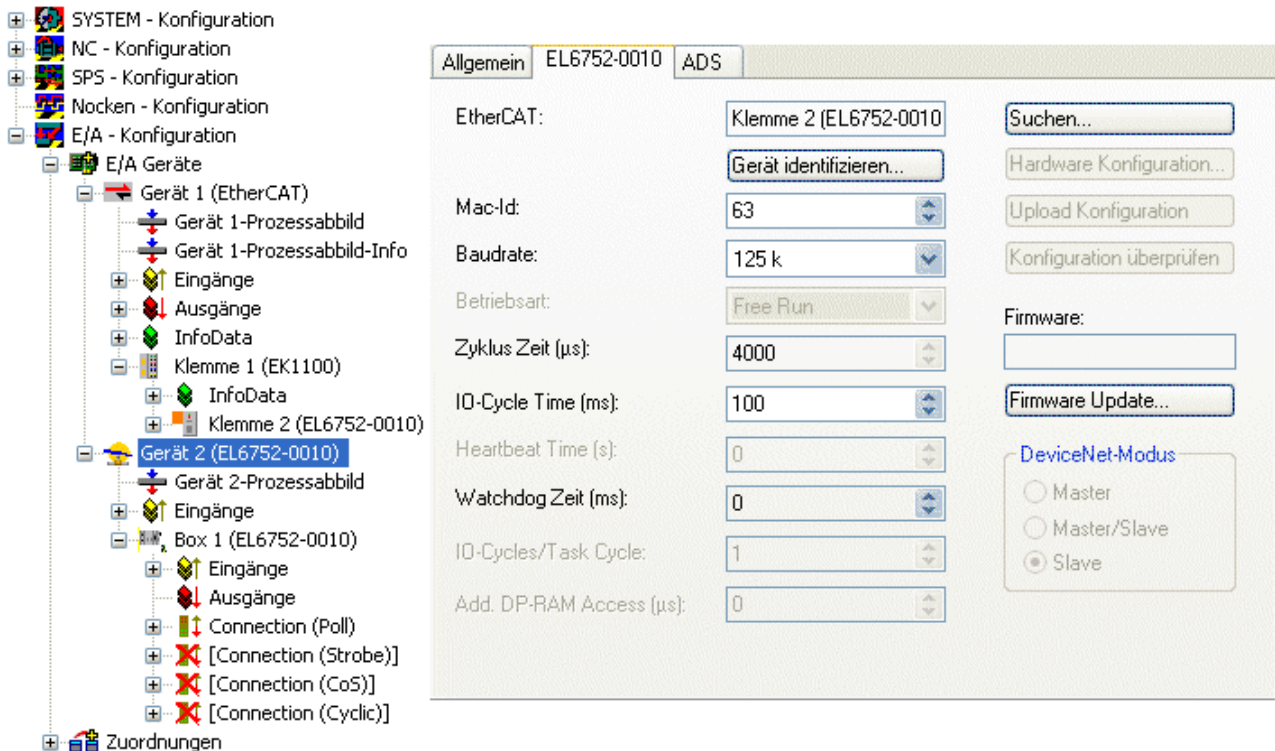 SYSTEM - Konfiguration
NC - Konfiguration
SPS - Konfiguration
Nocken - Konfiguration
E/A - Konfiguration
E/A Geräte
Gerät 1 (EtherCAT)
Gerät 1-Prozessabbild
Gerät 1-Prozessabbild-Info
Eingänge
Ausgänge
InfoData
Klemme 1 (EK1100)
InfoData
Klemme 2 (EL6752-0010)
Gerät 2 (EL6752-0010)
Gerät 2-Prozessabbild
Eingänge
Box 1 (EL6752-0010)
Eingänge
Ausgänge
Connection (Poll)
[Connection (Strobe)]
[Connection (CoS)]
[Connection (Cyclic)]
Zuordnungen
Allgemein EL6752-0010 ADS
EtherCAT: Klemme 2 (EL6752-0010 Suchen...
Gerät identifizieren... Hardware Konfiguration...
Mac-Id: 63 Upload Konfiguration
Baudrate: 125 k Konfiguration überprüfen
Betriebsart: Free Run
Firmware:
Zyklus Zeit (µs): 4000
IO-Cycle Time (ms): 100 Firmware Update...
Heartbeat Time (s): 0 DeviceNet-Modus
Master
Watchdog Zeit (ms): 0
Master/Slave
IO-Cycles/Task Cycle: 1 Slave
Add. DP-RAM Access (µs): 0